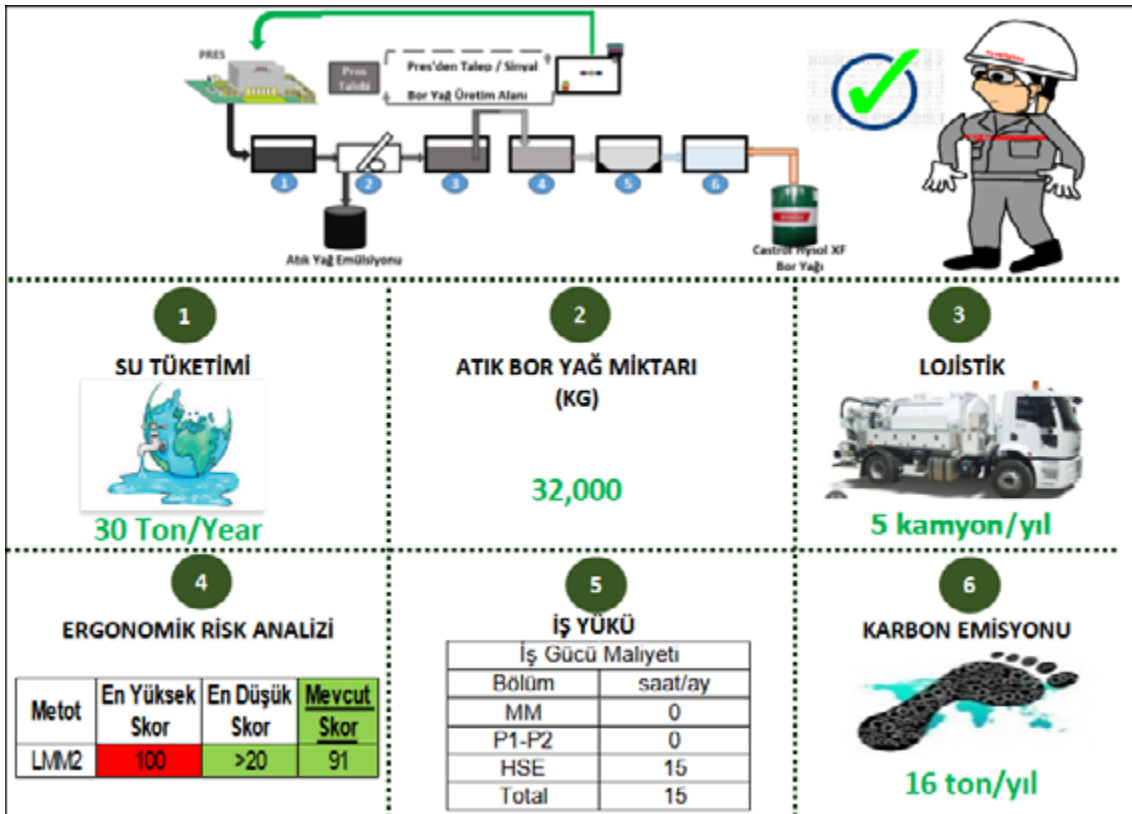 PRES
Pres Talebi
Pres'den Talep / Sinyal
Bor Yağ Üretim Alanı
1
2
3
4
5
6
Atık Yağ Emülsiyonu
Castrol Hysol XF
Bor Yağı
1
SU TÜKETİMİ
30 Ton/Year
2
ATIK BOR YAĞ MİKTARI
(KG)
32,000
3
LOJİSTİK
5 kamyon/yıl
4
ERGONOMİK RİSK ANALİZİ
Metot En Yüksek Skor En Düşük Skor Mevcut Skor
LMM2 100 >20 91
5
İŞ YÜKÜ
İş Gücü Maliyeti
Bölüm saat/ay
MM 0
P1-P2 0
HSE 15
Total 15
6
KARBON EMİSYONU
16 ton/yıl